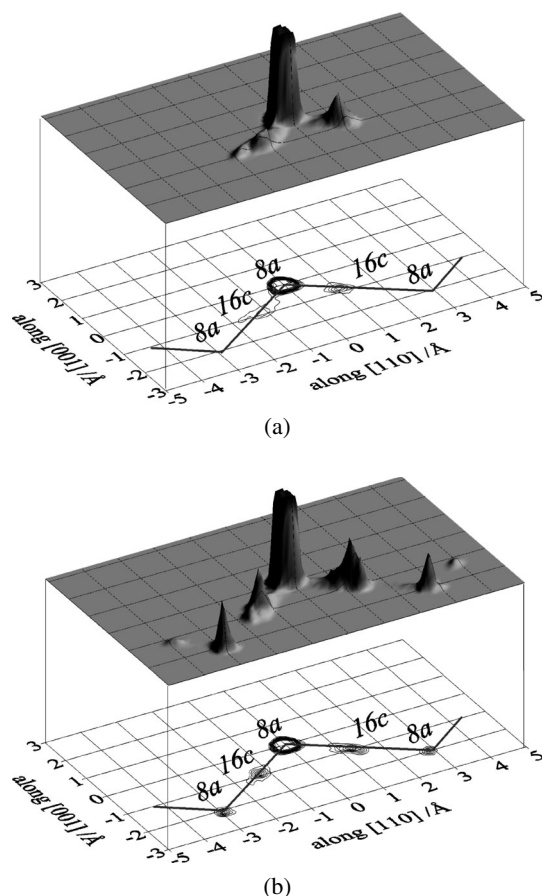 8a
16c
16c
8a
8a
3
2
1
0
-1
-2
-3
along [001] /Å
-5
-4
-3
-2
-1
0
1
2
3
4
5
along [110] /Å
(a)
8a
16c
16c
8a
8a
3
2
1
0
-1
-2
-3
along [001] /Å
-5
-4
-3
-2
-1
0
1
2
3
4
5
along [110] /Å
(b)